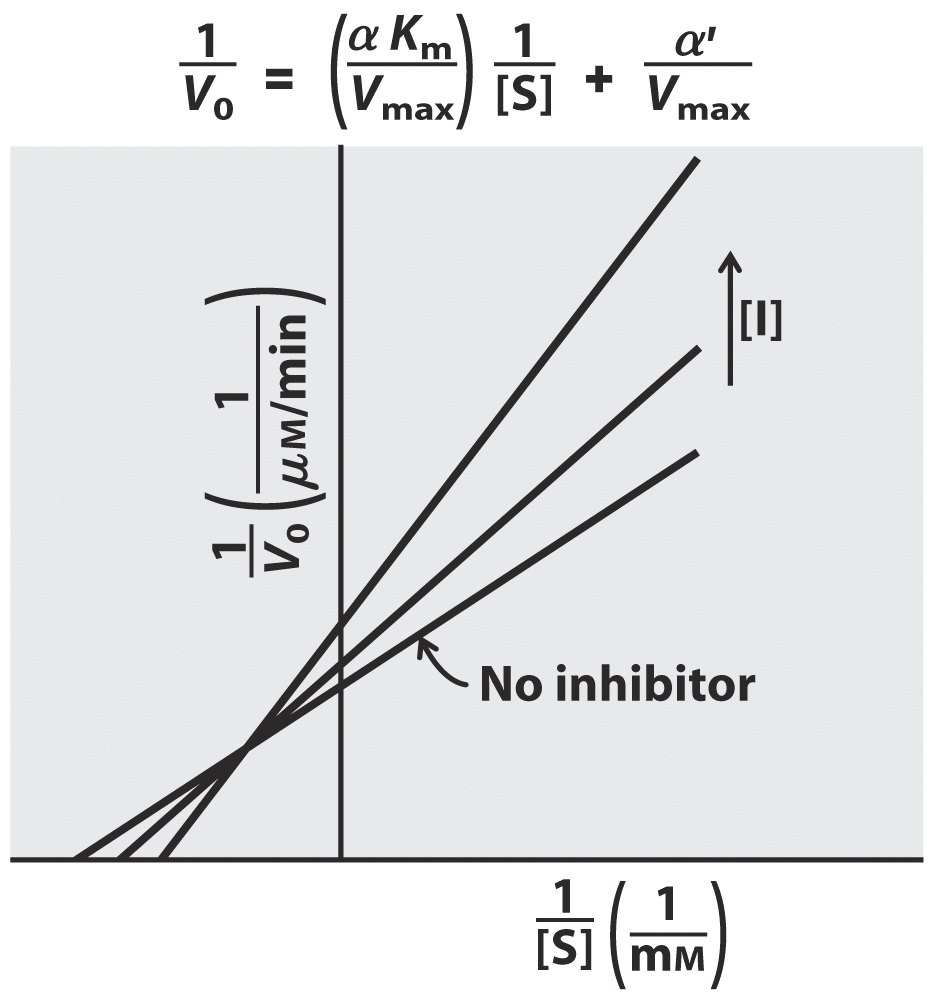 1/V₀ = (α Kₘ/Vₘₐₓ) 1/[S] + α′/Vₘₐₓ
1/V₀ (1/μM/min)
[I]
No inhibitor
1/[S] (1/mM)